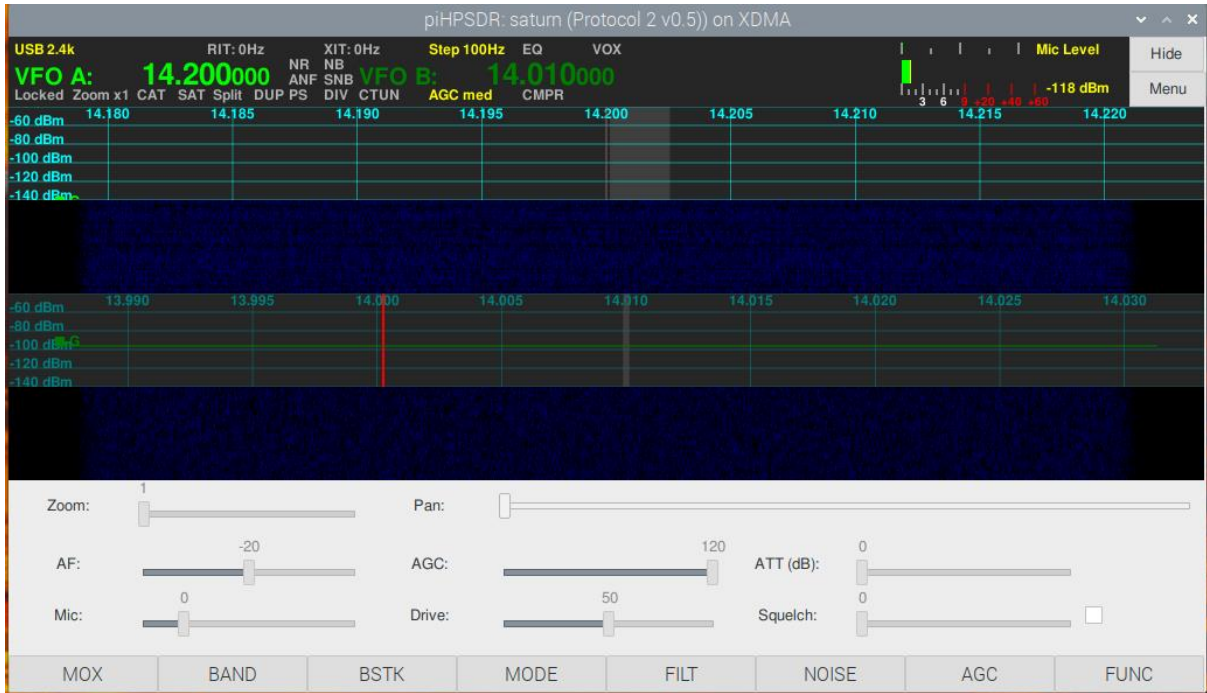 piHPSDR: saturn (Protocol 2 v0.5)) on XDMA
USB 2.4k RIT: 0Hz XIT: 0Hz Step 100Hz EQ VOX Mic Level Hide
VFO A: 14.200000 NR NB ANF SNB VFO B: 14.010000
Locked Zoom x1 CAT SAT Split DUP PS DIV CTUN AGC med CMPR -118 dBm Menu
3 6 9 +20 +40 +60
-60 dBm 14.180 14.185 14.190 14.195 14.200 14.205 14.210 14.215 14.220
-80 dBm
-100 dBm
-120 dBm
-140 dBm
-60 dBm 13.990 13.995 14.000 14.005 14.010 14.015 14.020 14.025 14.030
-80 dBm
-100 dBm -G
-120 dBm
-140 dBm
Zoom: 1 Pan:
AF: -20 AGC: 120 ATT (dB): 0
Mic: 0 Drive: 50 Squelch: 0
MOX BAND BSTK MODE FILT NOISE AGC FUNC